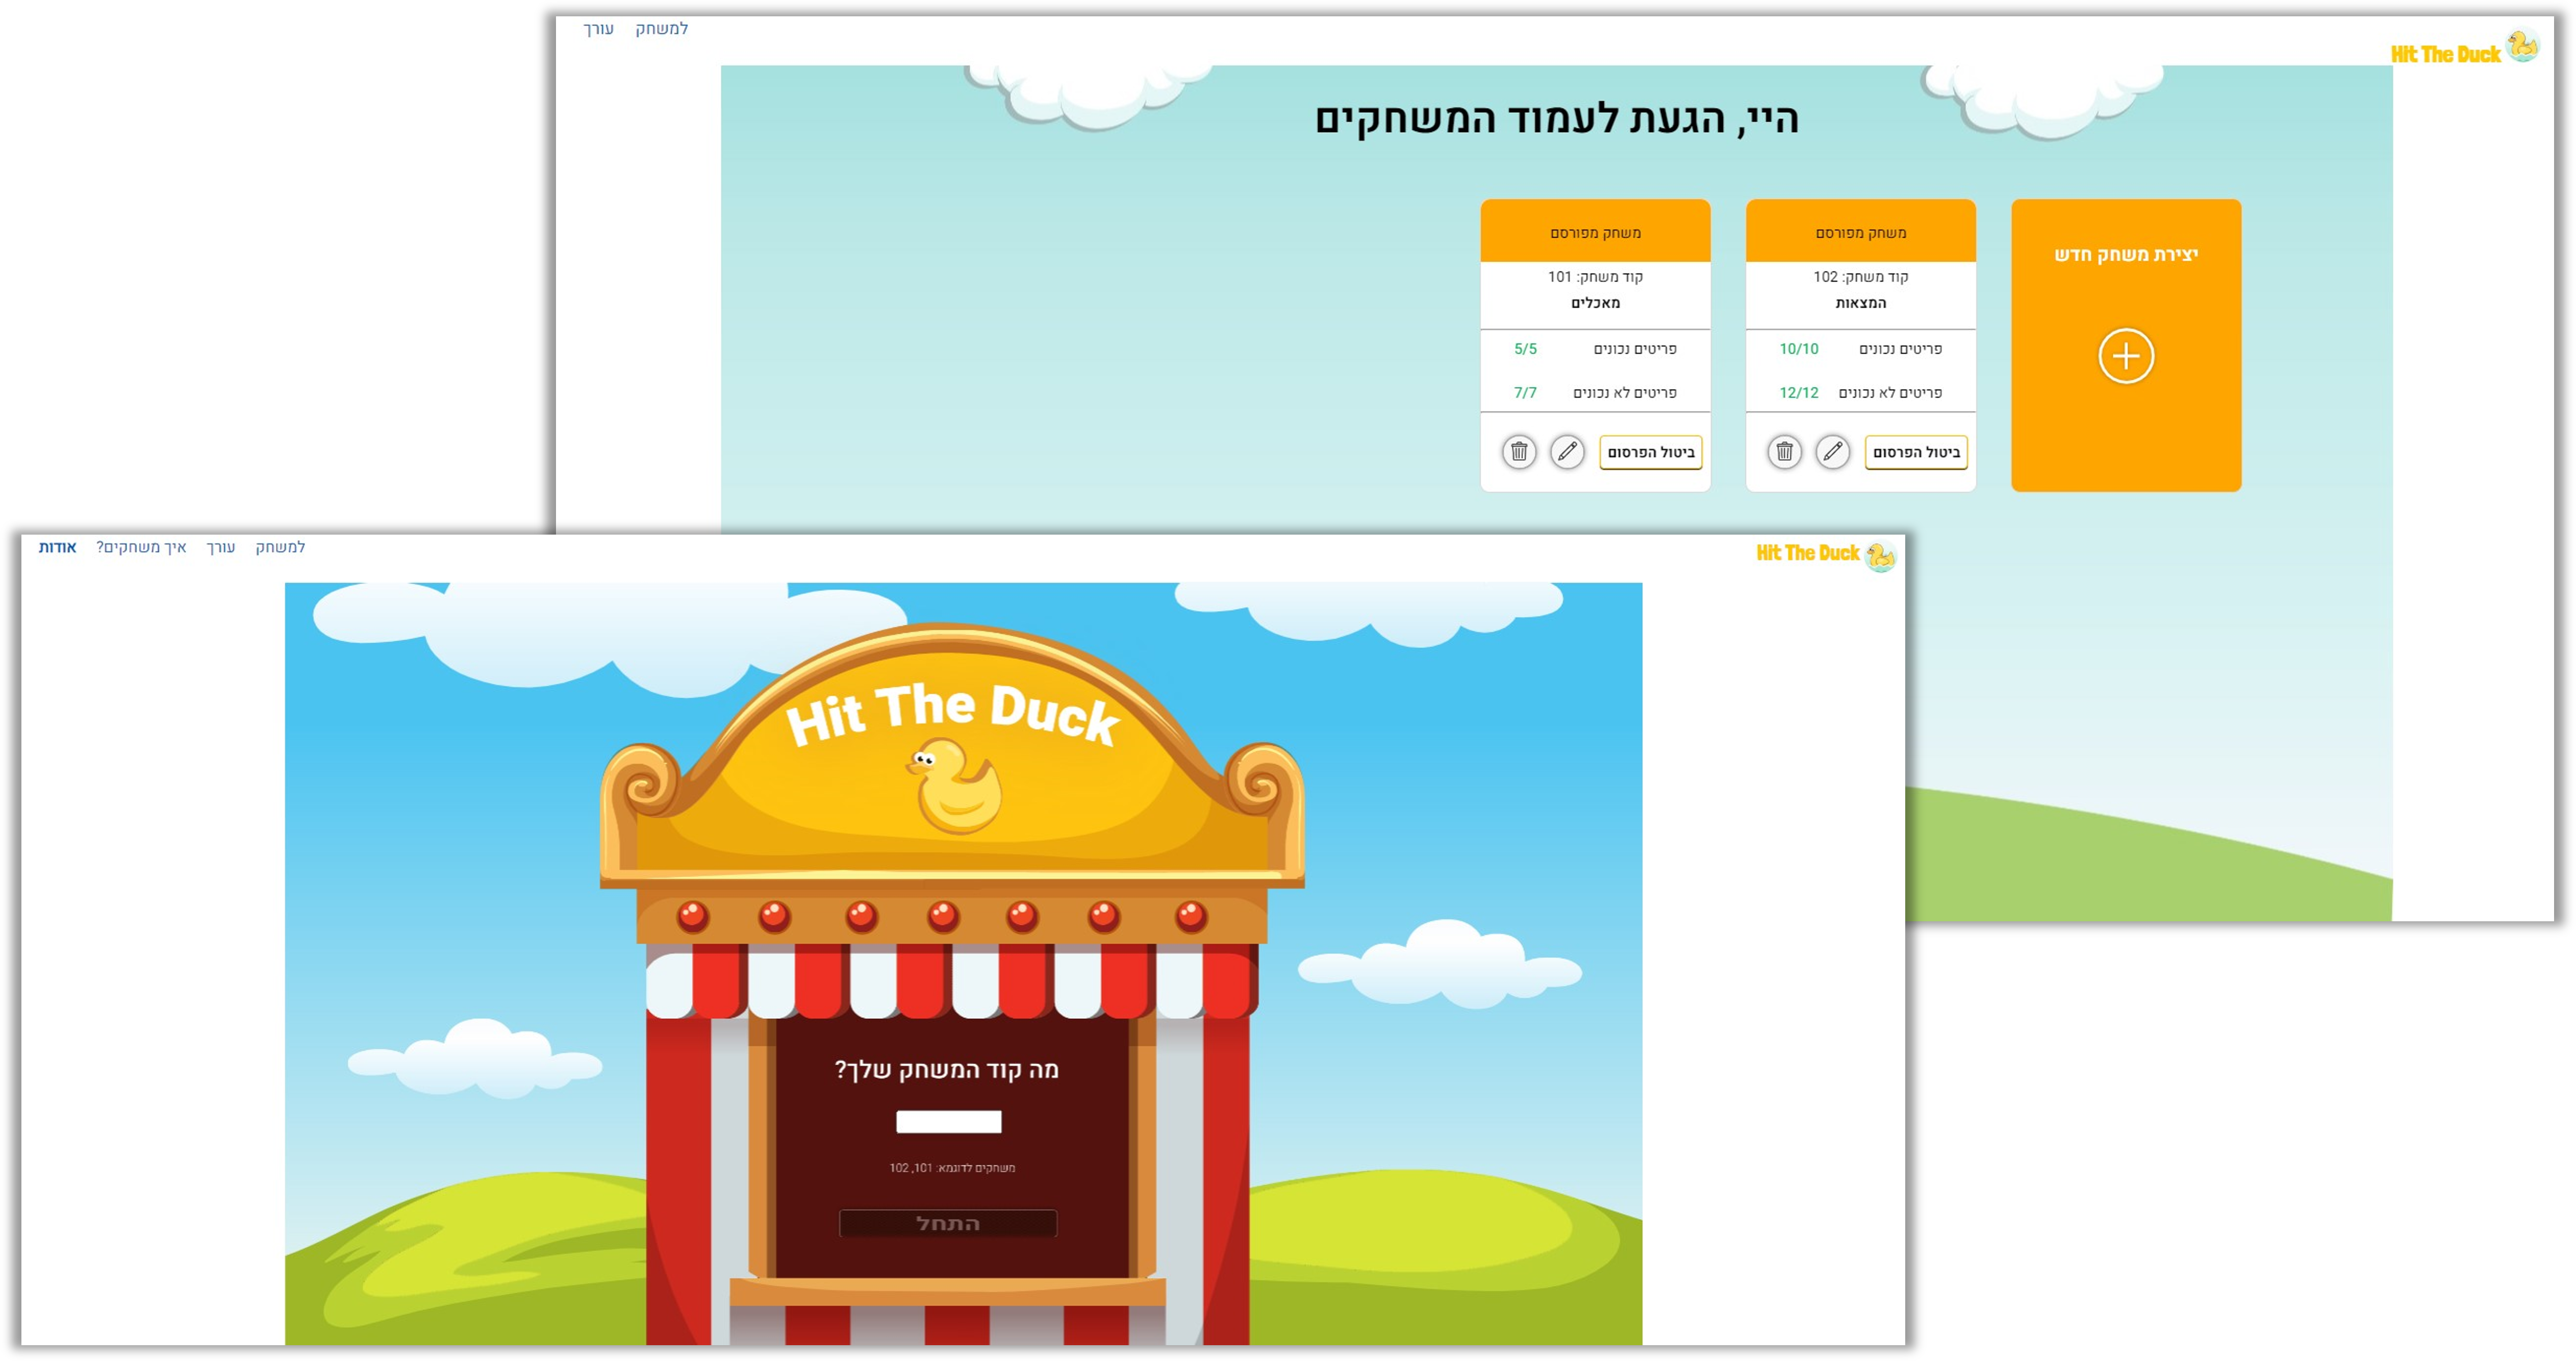 Hit The Duck
למשחק עורך
היי, הגעת לעמוד המשחקים
יצירת משחק חדש
משחק מפורסם
קוד משחק: 102
המצאות
פריטים נכונים 10/10
פריטים לא נכונים 12/12
ביטול הפרסום
משחק מפורסם
קוד משחק: 101
מאכלים
פריטים נכונים 5/5
פריטים לא נכונים 7/7
ביטול הפרסום
Hit The Duck
למשחק עורך איך משחקים? אודות
Hit The Duck
מה קוד המשחק שלך?
משחקים לדוגמא: 101, 102
התחל